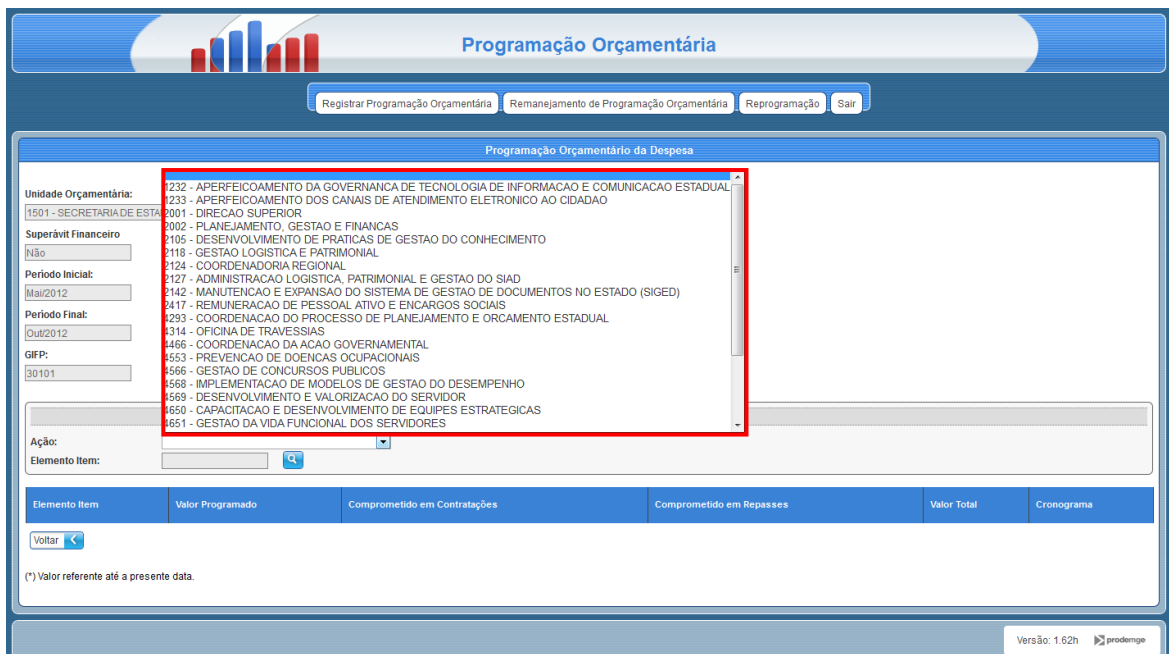 Programação Orçamentária
Registrar Programação Orçamentária Remanejamento de Programação Orçamentária Reprogramação Sair
Programação Orçamentário da Despesa
Unidade Orçamentária:
1501 - SECRETARIA DE ESTA
Superávit Financeiro
Não
Período Inicial:
Mai/2012
Período Final:
Out/2012
GIFP:
30101
1232 - APERFEICOAMENTO DA GOVERNANCA DE TECNOLOGIA DE INFORMACAO E COMUNICACAO ESTADUAL
1233 - APERFEICOAMENTO DOS CANAIS DE ATENDIMENTO ELETRONICO AO CIDADAO
2001 - DIRECAO SUPERIOR
2002 - PLANEJAMENTO, GESTAO E FINANCAS
2105 - DESENVOLVIMENTO DE PRATICAS DE GESTAO DO CONHECIMENTO
2118 - GESTAO LOGISTICA E PATRIMONIAL
2124 - COORDENADORIA REGIONAL
2127 - ADMINISTRACAO LOGISTICA, PATRIMONIAL E GESTAO DO SIAD
2142 - MANUTENCAO E EXPANSAO DO SISTEMA DE GESTAO DE DOCUMENTOS NO ESTADO (SIGED)
2417 - REMUNERACAO DE PESSOAL ATIVO E ENCARGOS SOCIAIS
4293 - COORDENACAO DO PROCESSO DE PLANEJAMENTO E ORCAMENTO ESTADUAL
4314 - OFICINA DE TRAVESSIAS
4466 - COORDENACAO DA ACAO GOVERNAMENTAL
4553 - PREVENCAO DE DOENCAS OCUPACIONAIS
4566 - GESTAO DE CONCURSOS PUBLICOS
4568 - IMPLEMENTACAO DE MODELOS DE GESTAO DO DESEMPENHO
4569 - DESENVOLVIMENTO E VALORIZACAO DO SERVIDOR
4650 - CAPACITACAO E DESENVOLVIMENTO DE EQUIPES ESTRATEGICAS
4651 - GESTAO DA VIDA FUNCIONAL DOS SERVIDORES
Ação:
Elemento Item:
Elemento Item Valor Programado Comprometido em Contratações Comprometido em Repasses Valor Total Cronograma
Voltar
(*) Valor referente até a presente data.
Versão: 1.62h prodemge